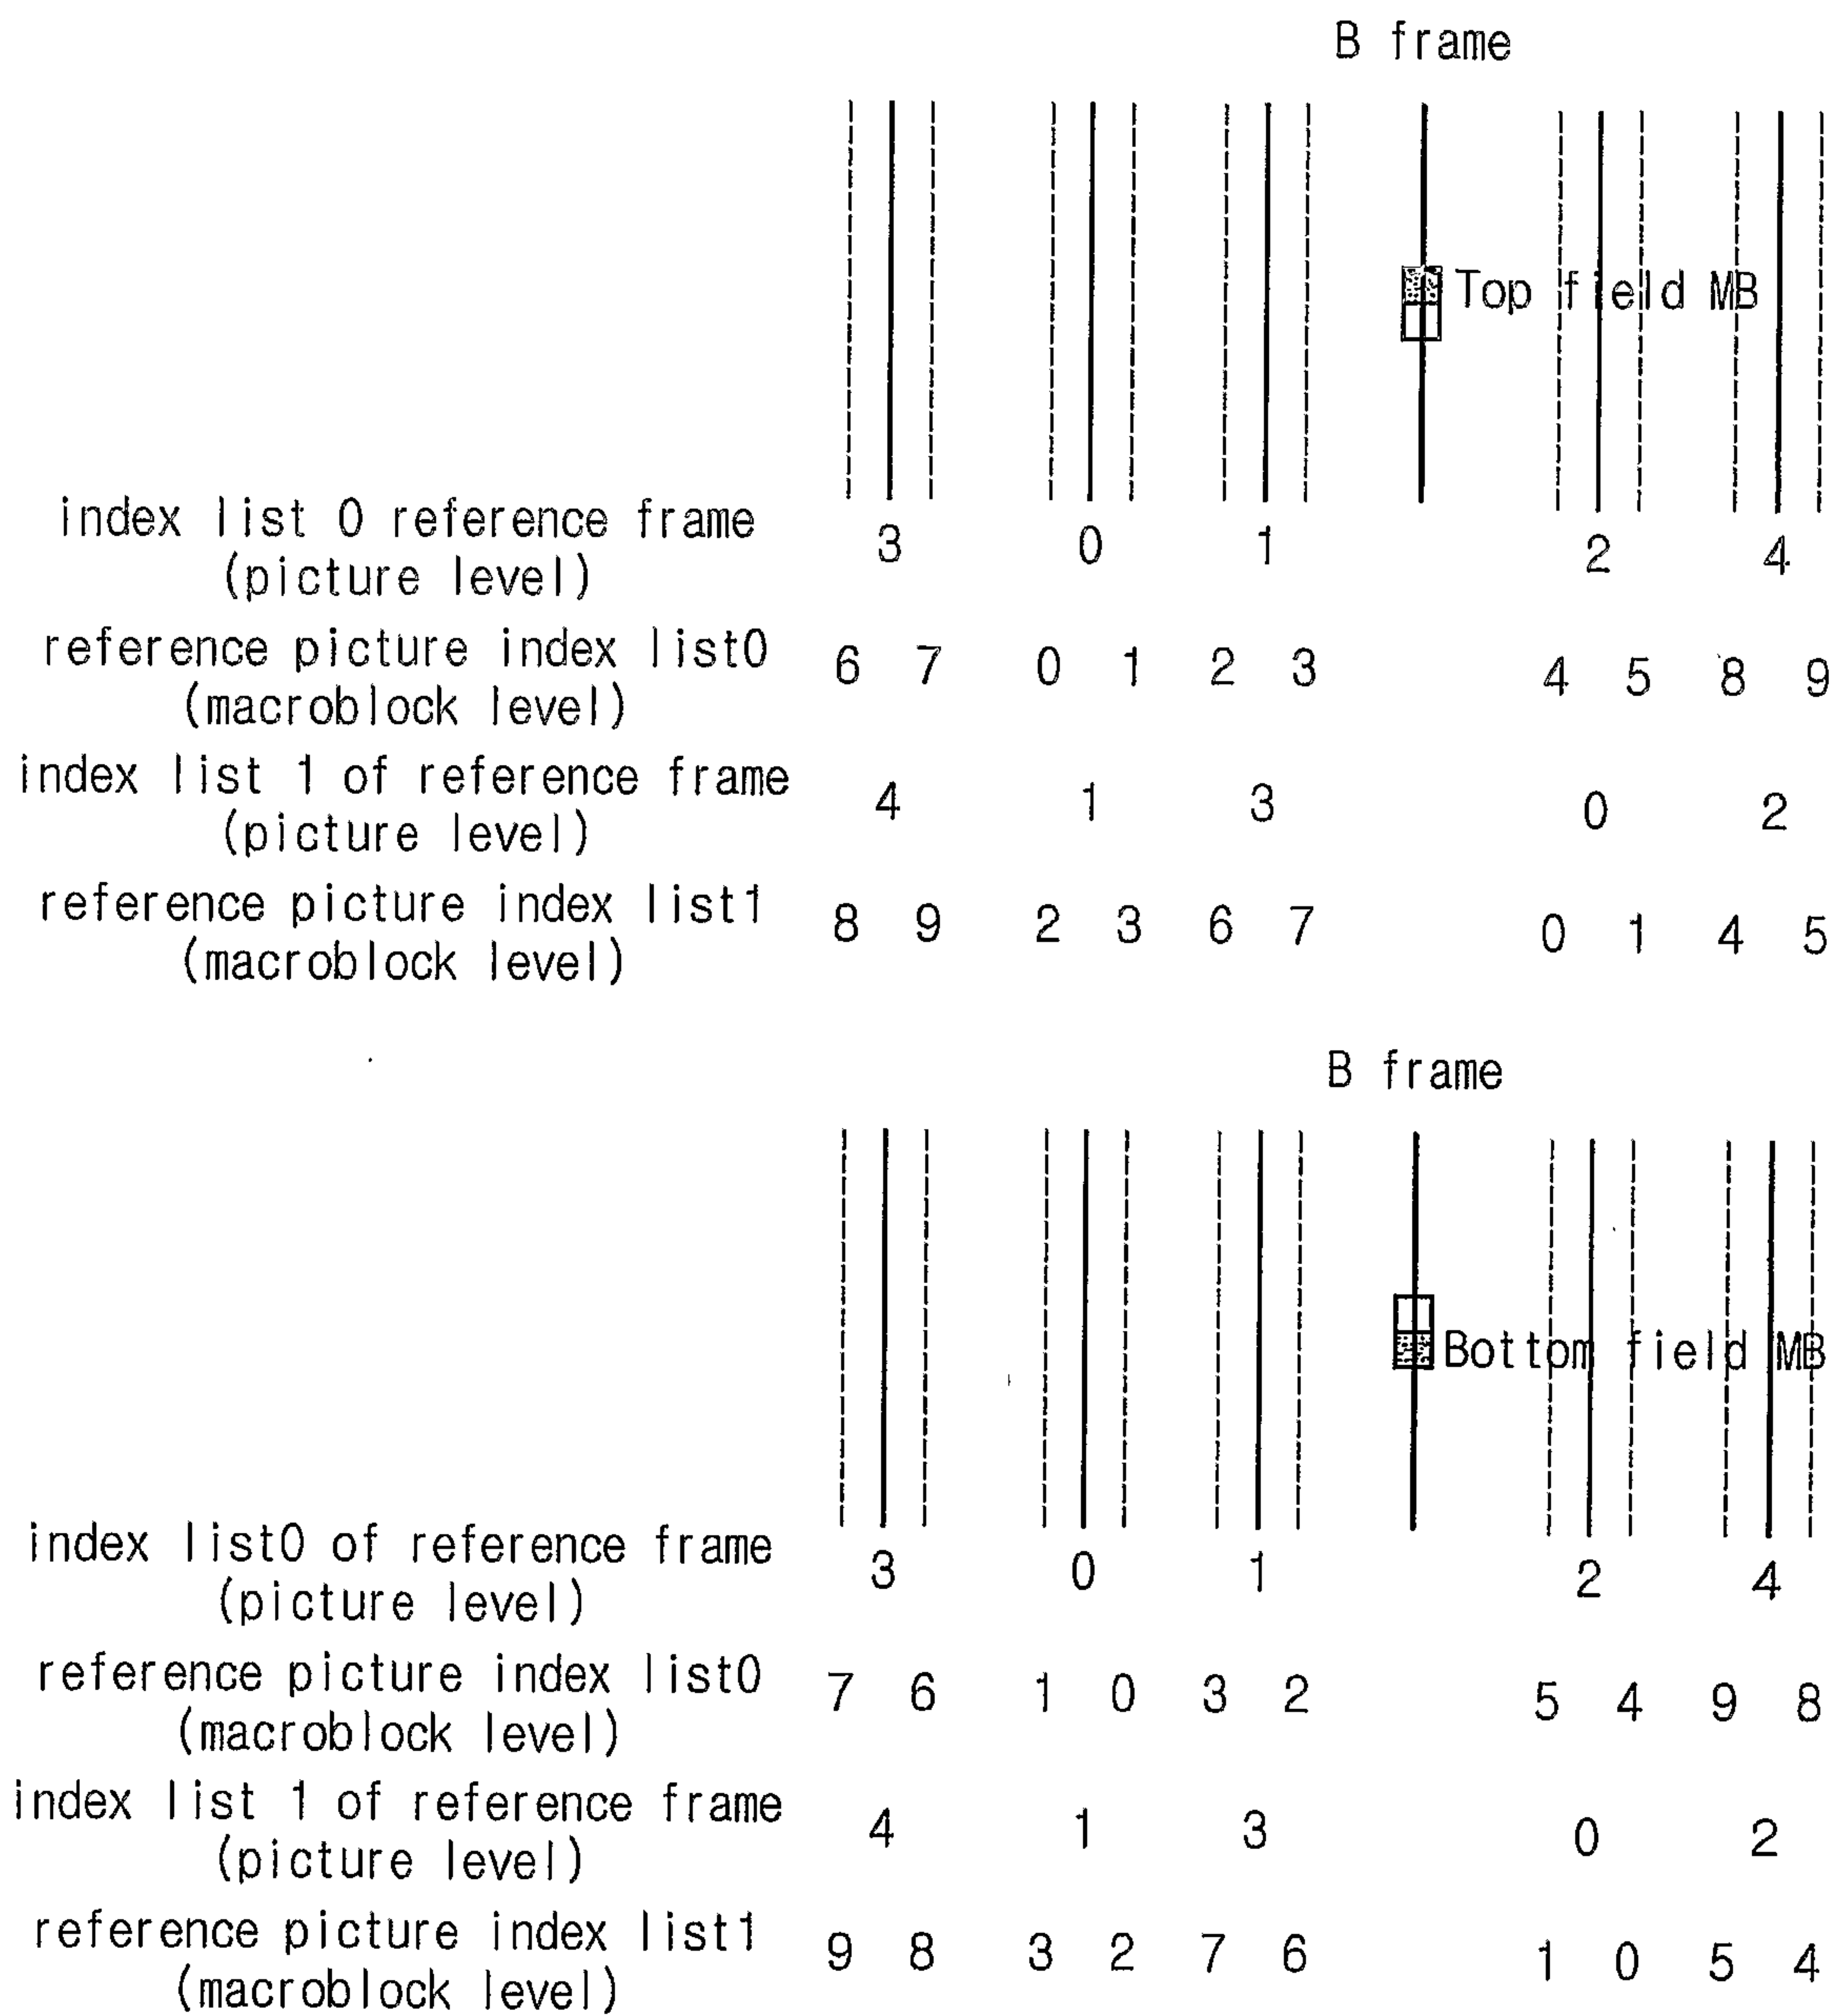 B frame
Top field MB
index list 0 reference frame
(picture level)
3 0 1 2 4
reference picture index list0
(macroblock level)
6 7 0 1 2 3 4 5 8 9
index list 1 of reference frame
(picture level)
4 1 3 0 2
reference picture index list1
(macroblock level)
8 9 2 3 6 7 0 1 4 5
B frame
Bottom field MB
index list0 of reference frame
(picture level)
3 0 1 2 4
reference picture index list0
(macroblock level)
7 6 1 0 3 2 5 4 9 8
index list 1 of reference frame
(picture level)
4 1 3 0 2
reference picture index list1
(macroblock level)
9 8 3 2 7 6 1 0 5 4